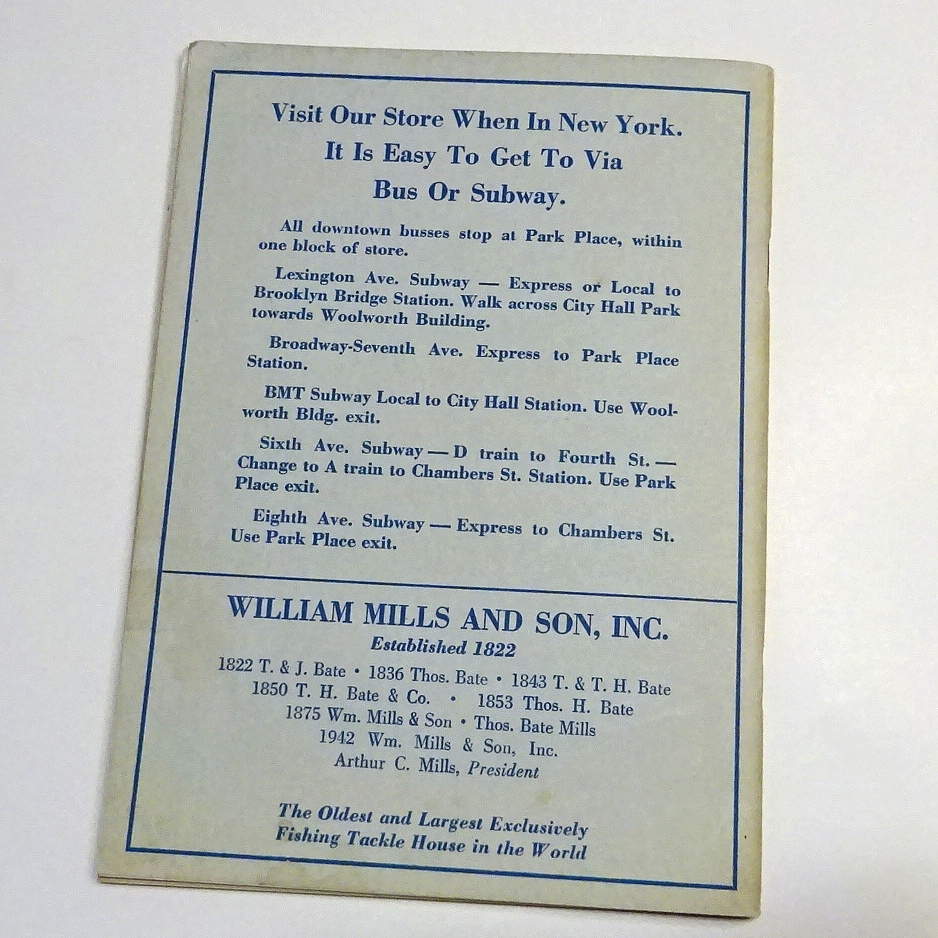 Visit Our Store When In New York.
It Is Easy To Get To Via
Bus Or Subway.
All downtown busses stop at Park Place, within
one block of store.
Lexington Ave. Subway — Express or Local to
Brooklyn Bridge Station. Walk across City Hall Park
towards Woolworth Building.
Broadway-Seventh Ave. Express to Park Place
Station.
BMT Subway Local to City Hall Station. Use Wool-
worth Bldg. exit.
Sixth Ave. Subway — D train to Fourth St. —
Change to A train to Chambers St. Station. Use Park
Place exit.
Eighth Ave. Subway — Express to Chambers St.
Use Park Place exit.
WILLIAM MILLS AND SON, INC.
Established 1822
1822 T. & J. Bate • 1836 Thos. Bate • 1843 T. & T. H. Bate
1850 T. H. Bate & Co. • 1853 Thos. H. Bate
1875 Wm. Mills & Son • Thos. Bate Mills
1942 Wm. Mills & Son, Inc.
Arthur C. Mills, President
The Oldest and Largest Exclusively
Fishing Tackle House in the World